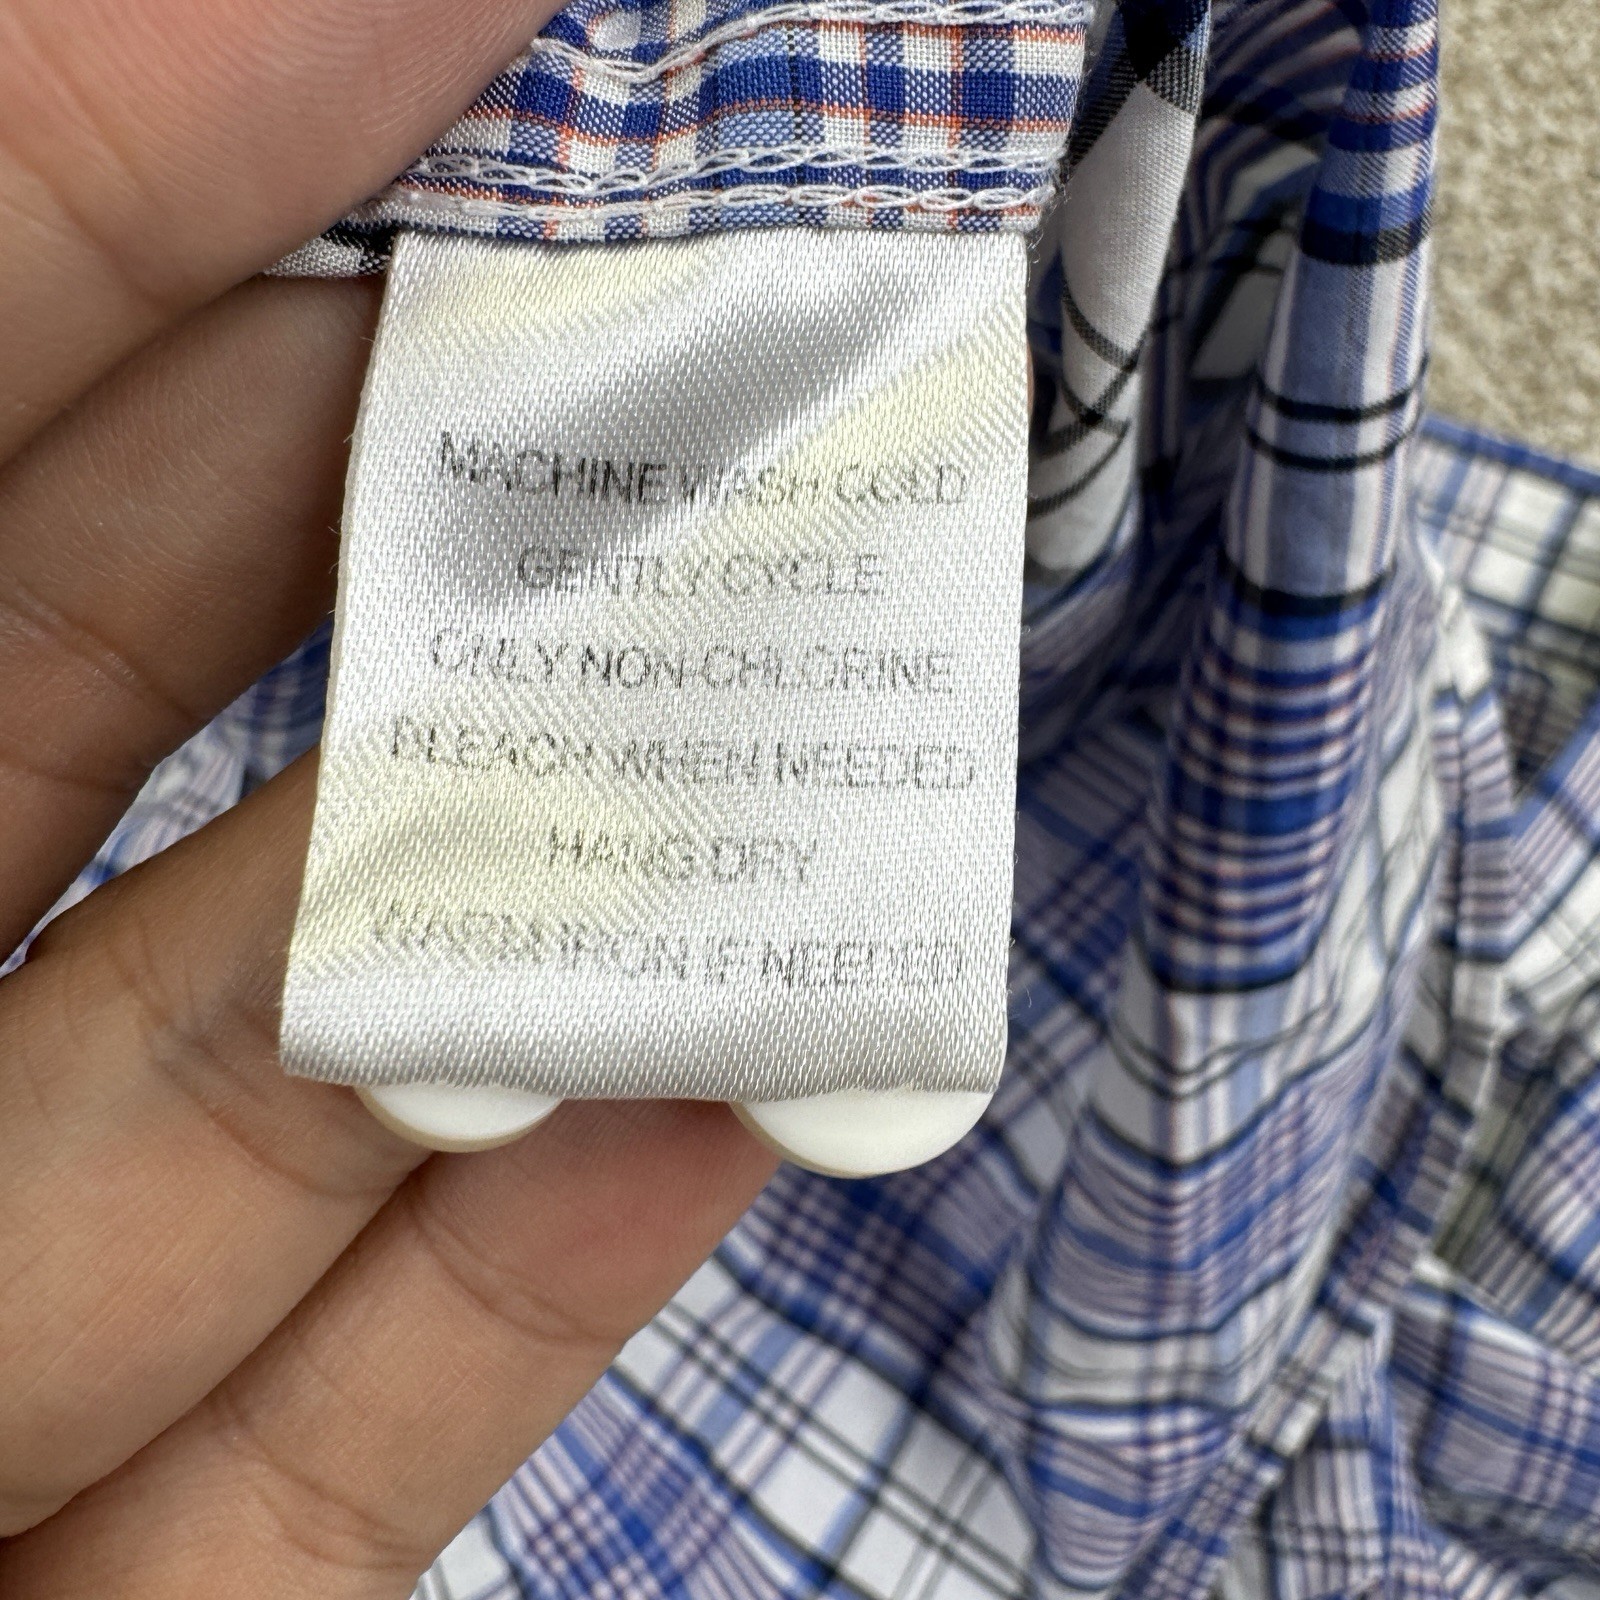 MACHINE WASH COLD
GENTLY CYCLE
ONLY NON-CHLORINE
BLEACH WHEN NEEDED
HANG DRY
WARM IRON IF NEEDED